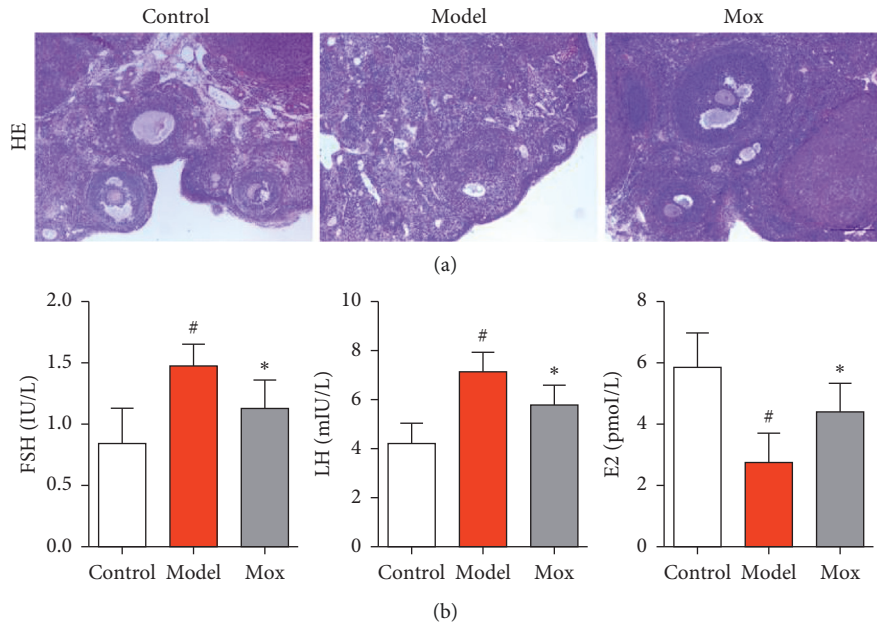 Control Model Mox
HE
(a)
FSH (IU/L)
2.0
1.5
1.0
0.5
0.0
#
*
Control Model Mox
LH (mIU/L)
10
8
6
4
2
0
#
*
Control Model Mox
E2 (pmoI/L)
6
4
2
0
8
#
*
Control Model Mox
(b)